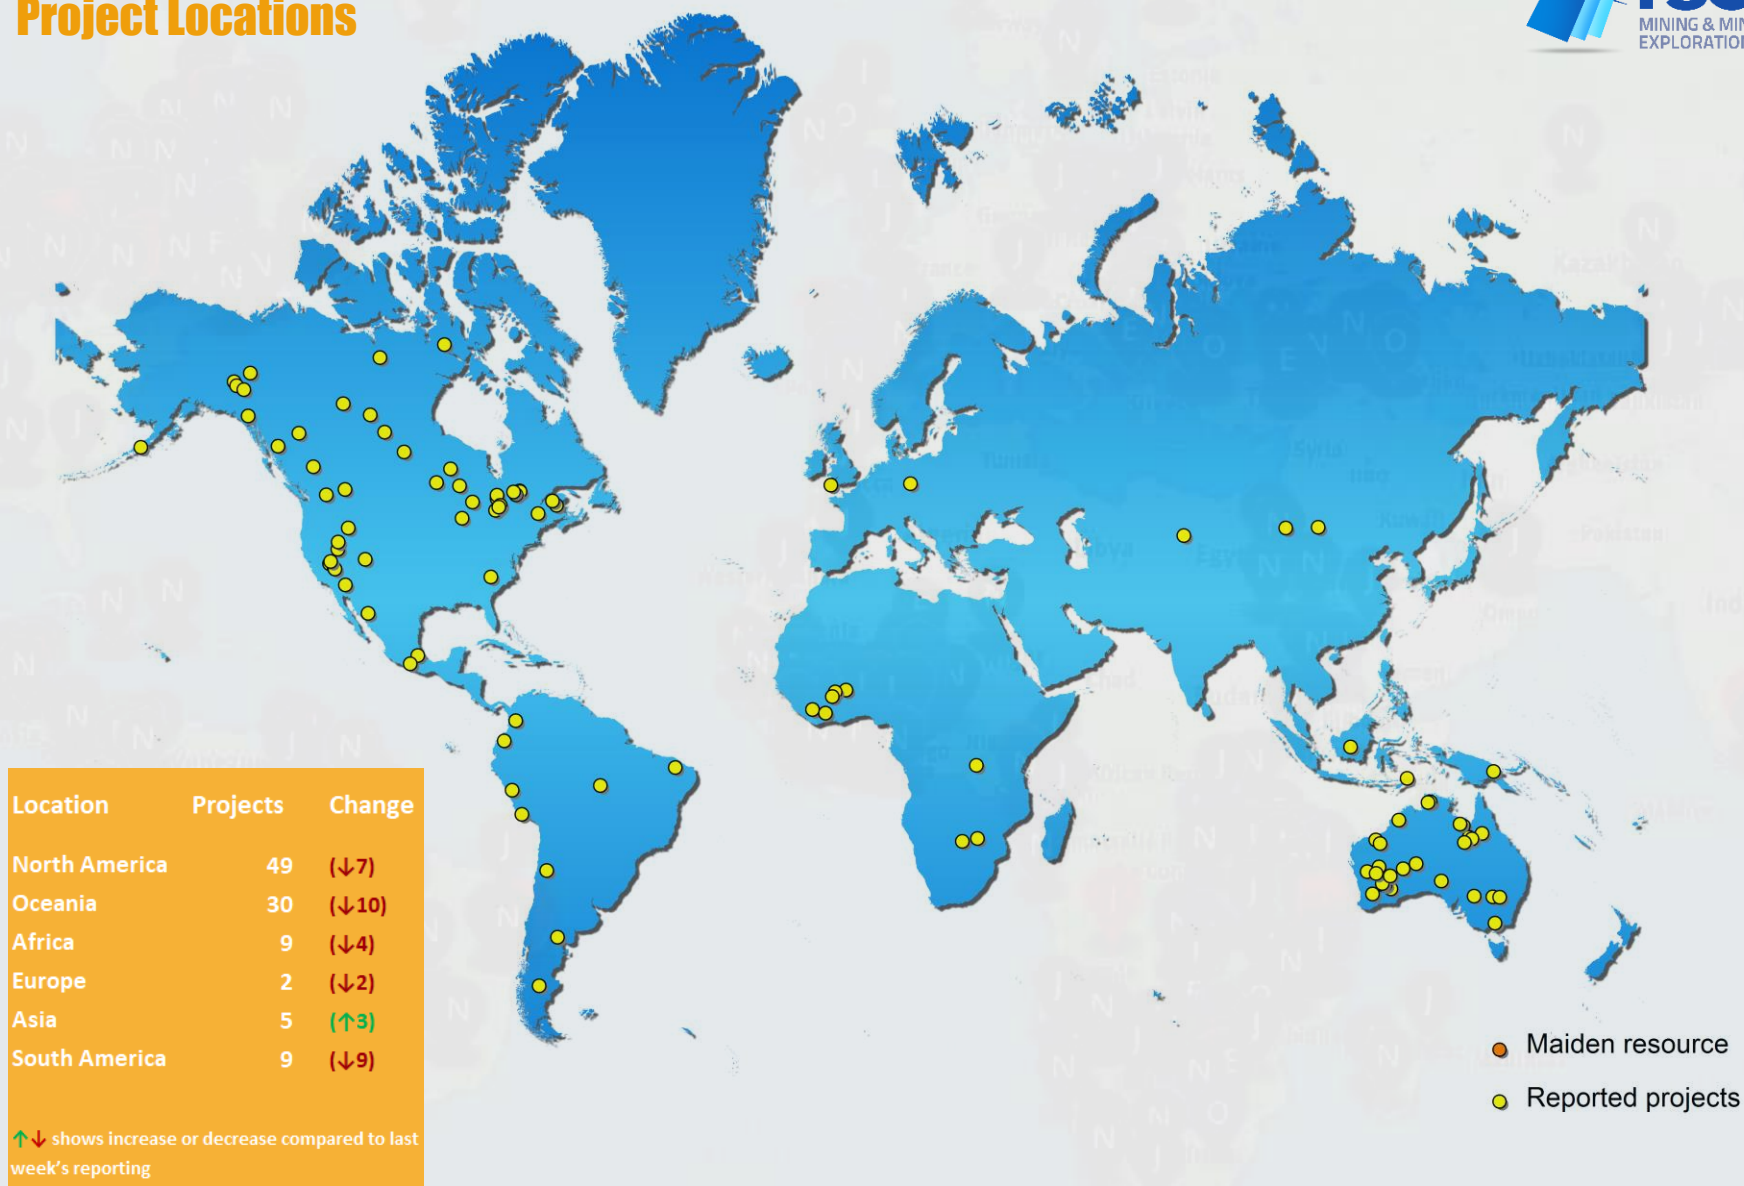 Project Locations
MINING & MIN
EXPLORATION
Location Projects Change
North America 49 (↓7)
Oceania 30 (↓10)
Africa 9 (↓4)
Europe 2 (↓2)
Asia 5 (↑3)
South America 9 (↓9)
↑↓ shows increase or decrease compared to last
week's reporting
Maiden resource
Reported projects